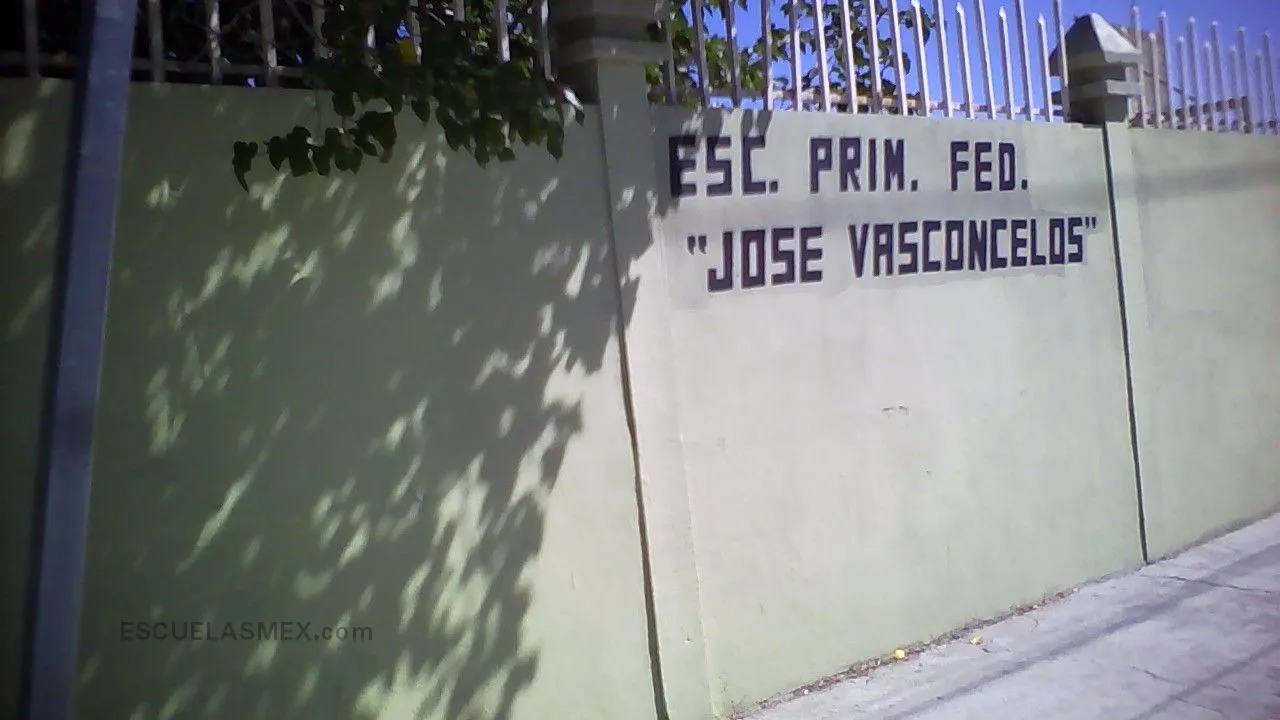 ESC. PRIM. FED.
"JOSE VASCONCELOS"
ESCUELASMEX.com